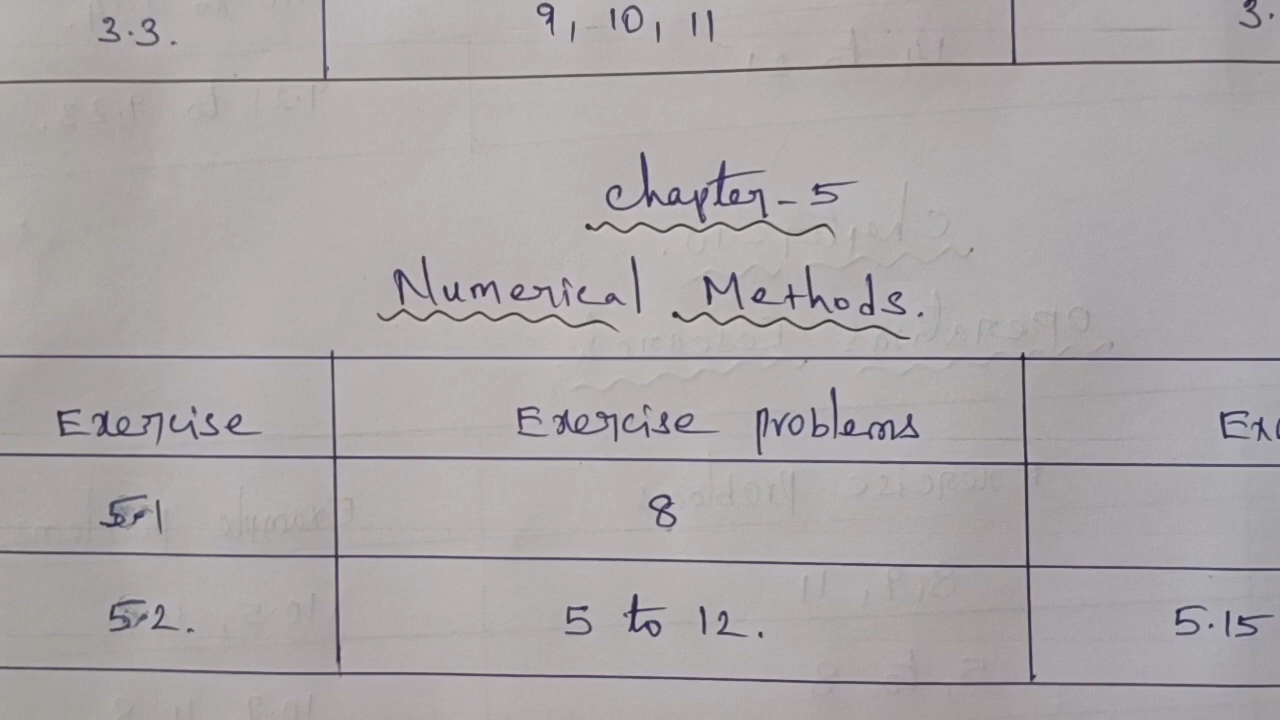 3.3. 9, 10, 11 3.
Chapter-5
Numerical Methods.
Exercise Exercise problems
5.1 8
5.2. 5 to 12. 5.15